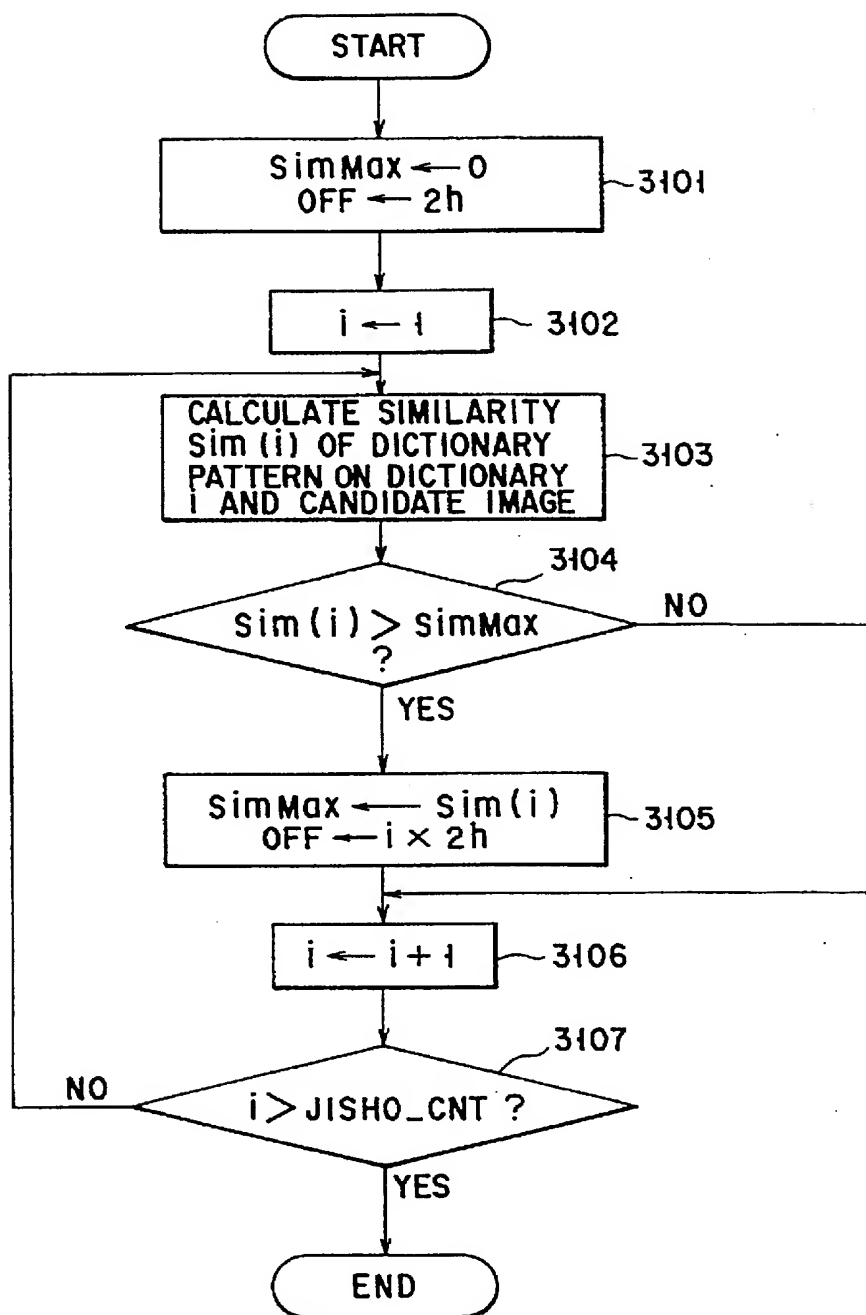 START
SimMax ← 0
OFF ← 2h
3101
i ← 1
3102
CALCULATE SIMILARITY
Sim (i) OF DICTIONARY
PATTERN ON DICTIONARY
i AND CANDIDATE IMAGE
3103
3104
Sim (i) > SimMax
?
NO
YES
SimMax ← Sim (i)
OFF ← i × 2h
3105
i ← i + 1
3106
3107
NO
i > JISHO_CNT ?
YES
END